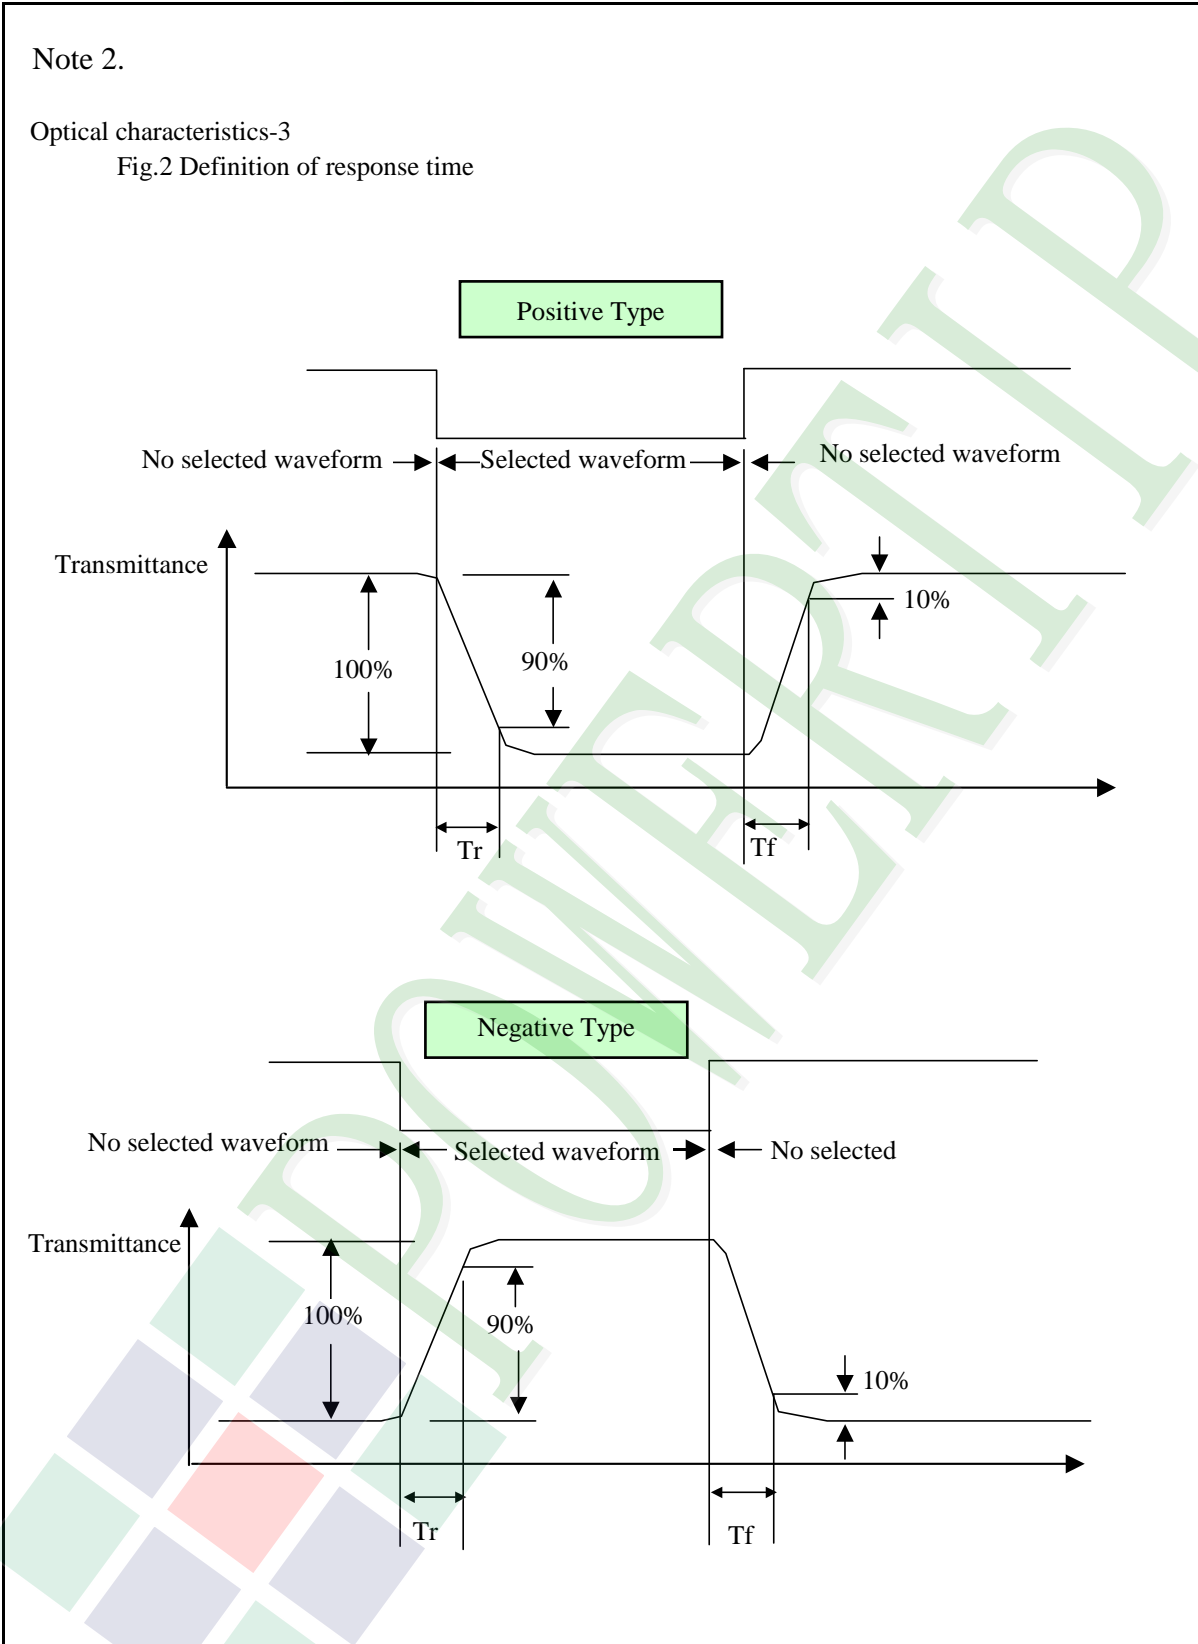 Note 2.
Optical characteristics-3
Fig.2 Definition of response time
Positive Type
No selected waveform
Selected waveform
No selected waveform
Transmittance
100%
90%
10%
Tr
Tf
Negative Type
No selected waveform
Selected waveform
No selected
Transmittance
100%
90%
10%
Tr
Tf
POWERTIP